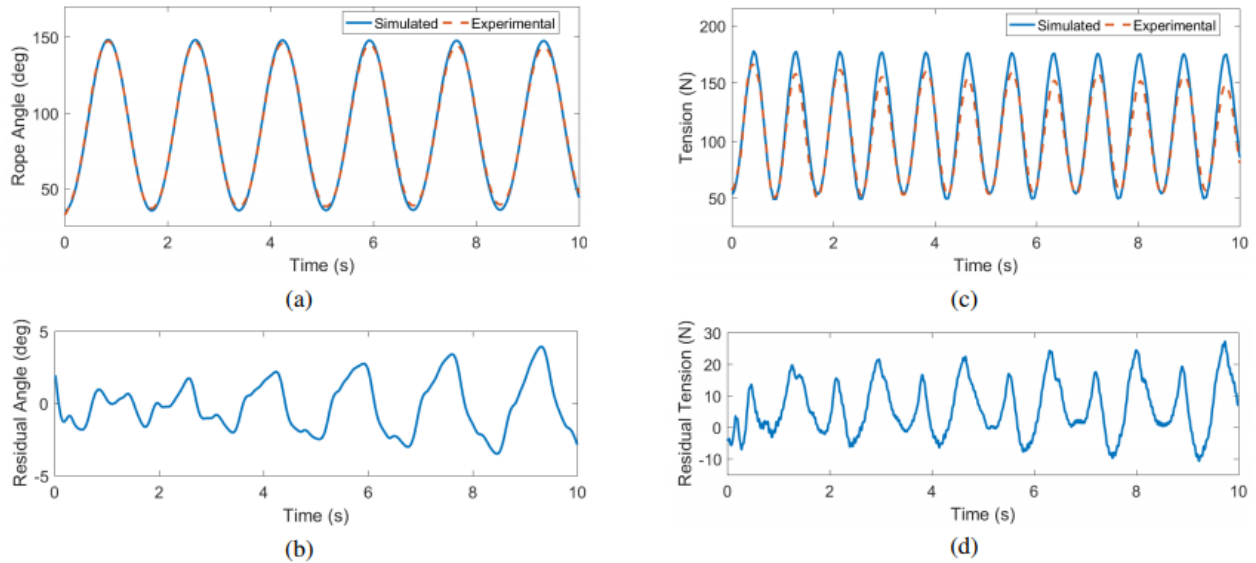 Simulated Experimental
150
100
50
Rope Angle (deg)
0 2 4 6 8 10
Time (s)
(a)
5
0
-5
Residual Angle (deg)
0 2 4 6 8 10
Time (s)
(b)
Simulated Experimental
200
150
100
50
Tension (N)
0 2 4 6 8 10
Time (s)
(c)
30
20
10
0
-10
Residual Tension (N)
0 2 4 6 8 10
Time (s)
(d)